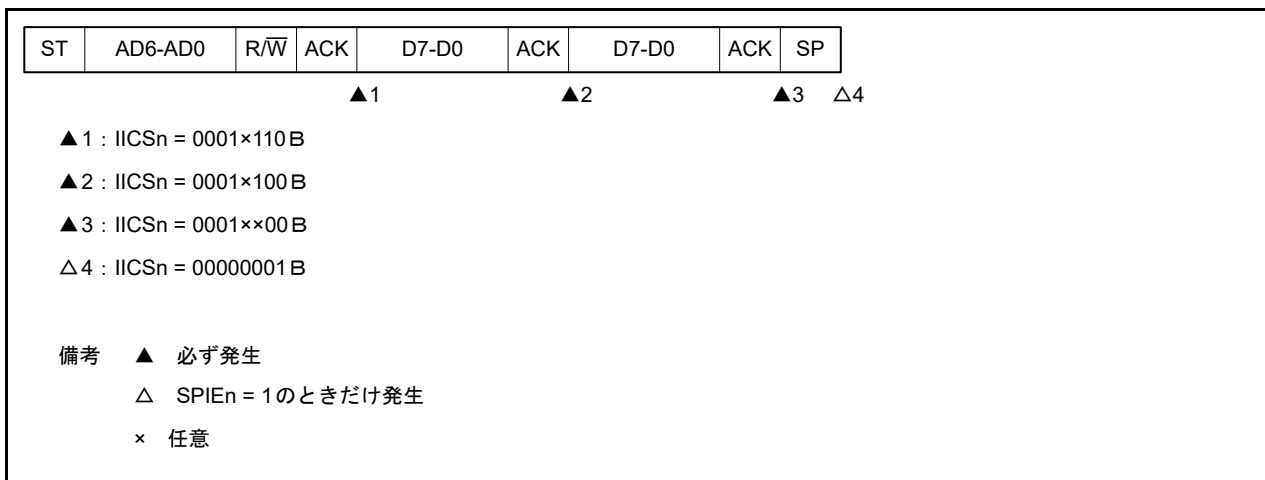 ST AD6-AD0 R/W̅ ACK D7-D0 ACK D7-D0 ACK SP
▲1 ▲2 ▲3 △4
▲1：IICSn = 0001×110B
▲2：IICSn = 0001×100B
▲3：IICSn = 0001××00B
△4：IICSn = 00000001B
備考 ▲ 必ず発生
△ SPIEn = 1のときだけ発生
× 任意